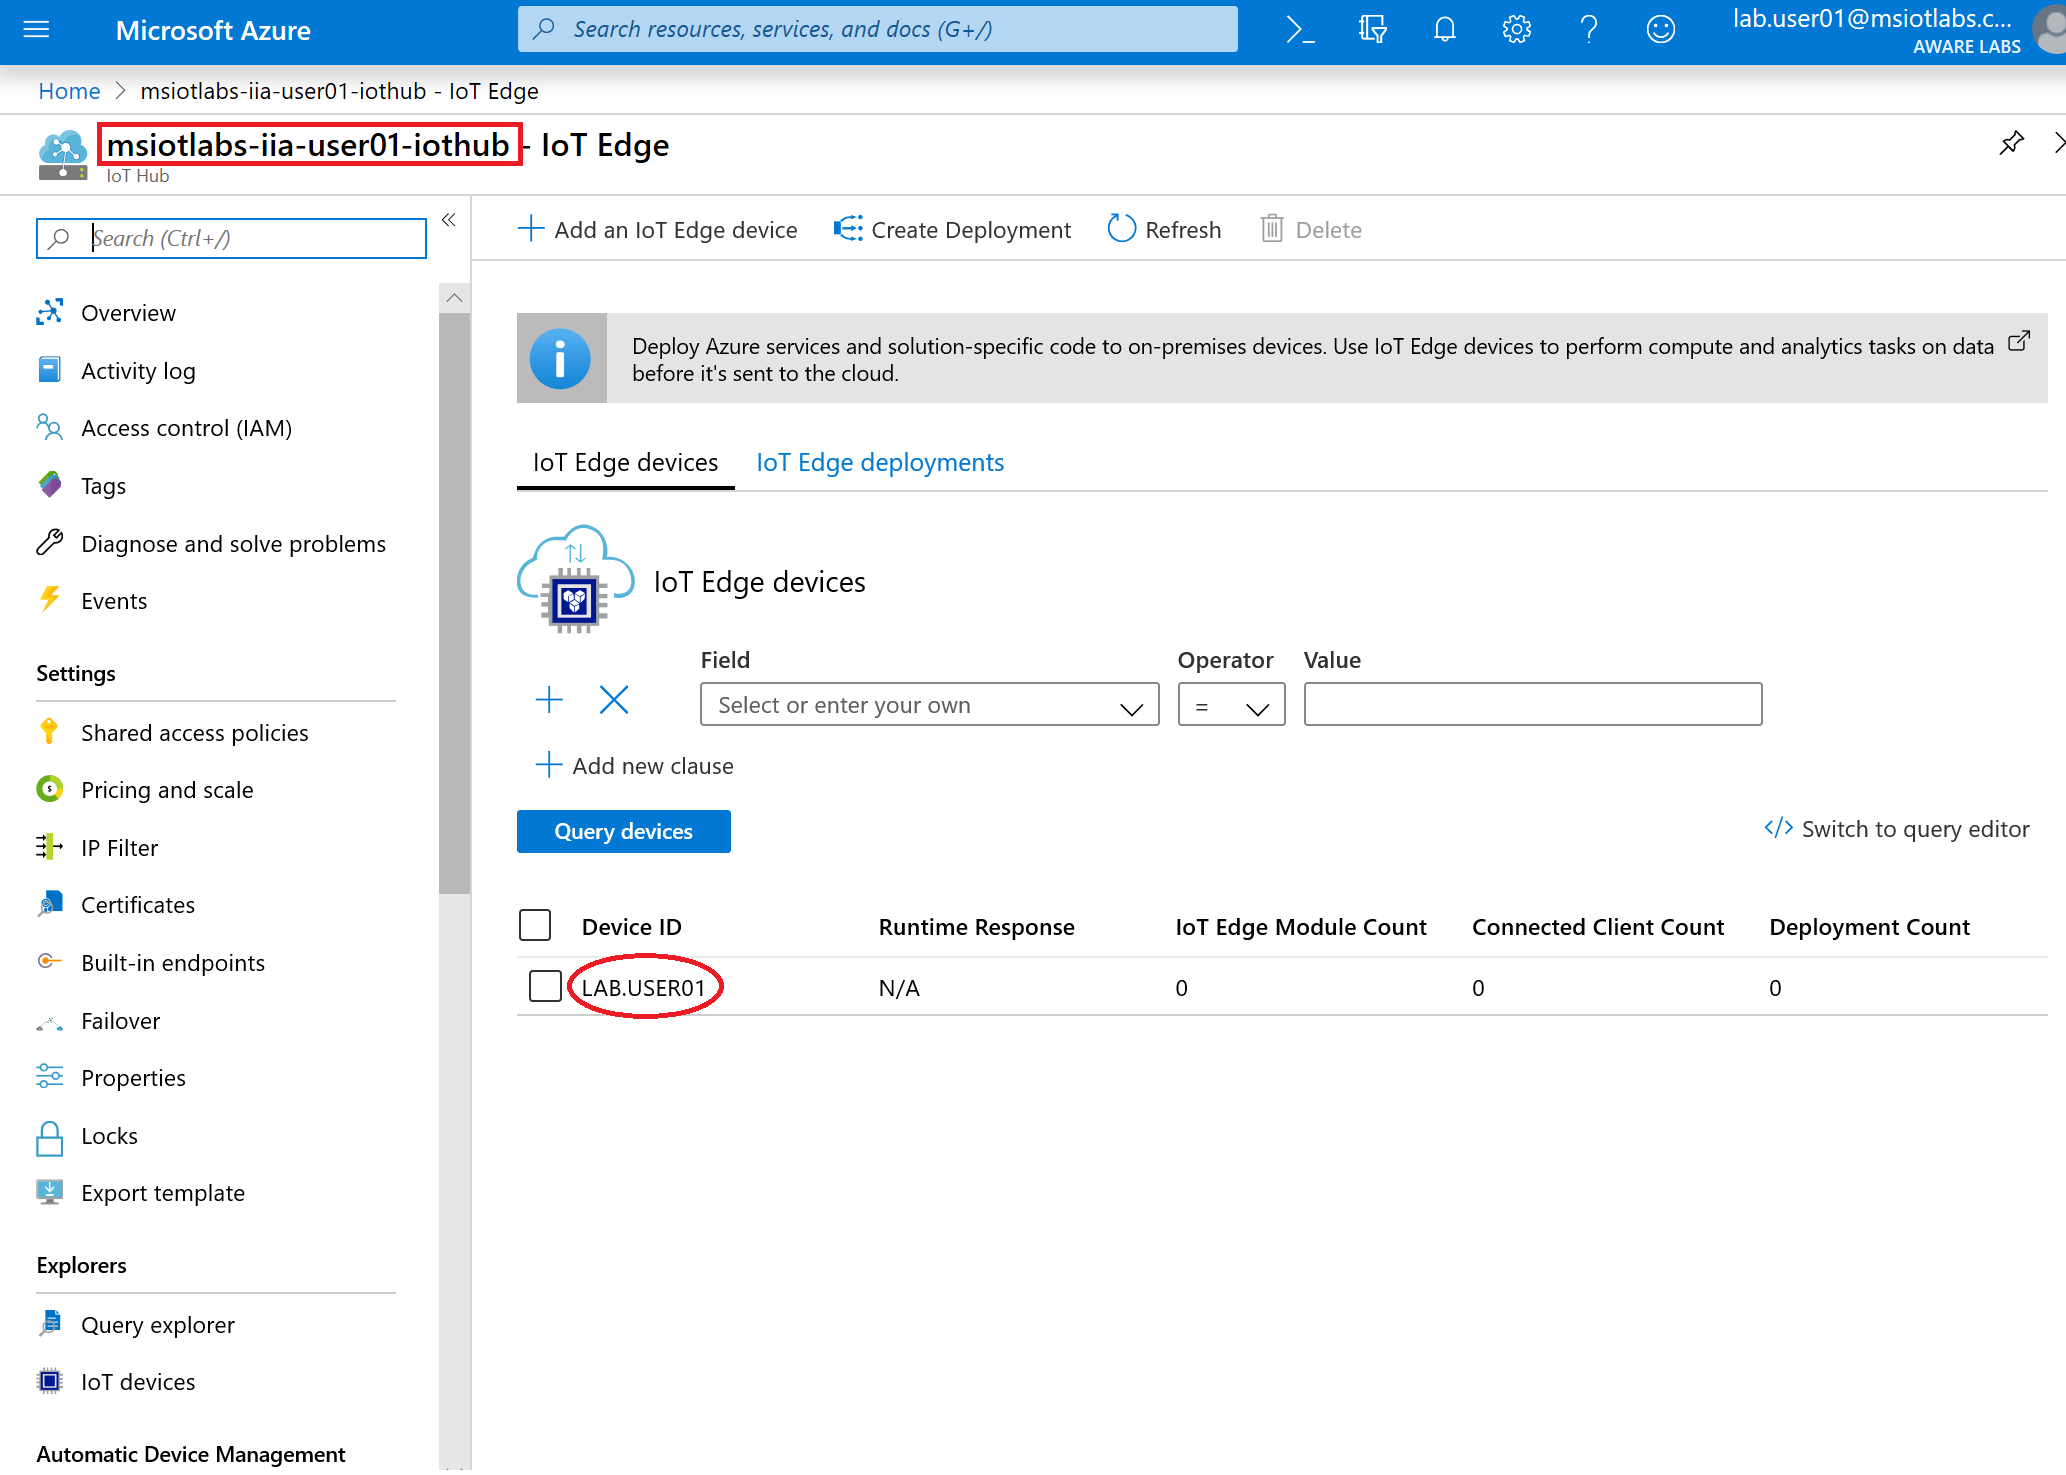 Microsoft Azure
Search resources, services, and docs (G+/)
lab.user01@msiotlabs.c...
AWARE LABS
Home > msiotlabs-iia-user01-iothub - IoT Edge
msiotlabs-iia-user01-iothub - IoT Edge
IoT Hub
Search (Ctrl+/)
Overview
Activity log
Access control (IAM)
Tags
Diagnose and solve problems
Events
Settings
Shared access policies
Pricing and scale
IP Filter
Certificates
Built-in endpoints
Failover
Properties
Locks
Export template
Explorers
Query explorer
IoT devices
Automatic Device Management
Add an IoT Edge device Create Deployment Refresh Delete
Deploy Azure services and solution-specific code to on-premises devices. Use IoT Edge devices to perform compute and analytics tasks on data
before it's sent to the cloud.
IoT Edge devices IoT Edge deployments
IoT Edge devices
Field Operator Value
Select or enter your own =
Add new clause
Query devices
</> Switch to query editor
Device ID Runtime Response IoT Edge Module Count Connected Client Count Deployment Count
LAB.USER01 N/A 0 0 0